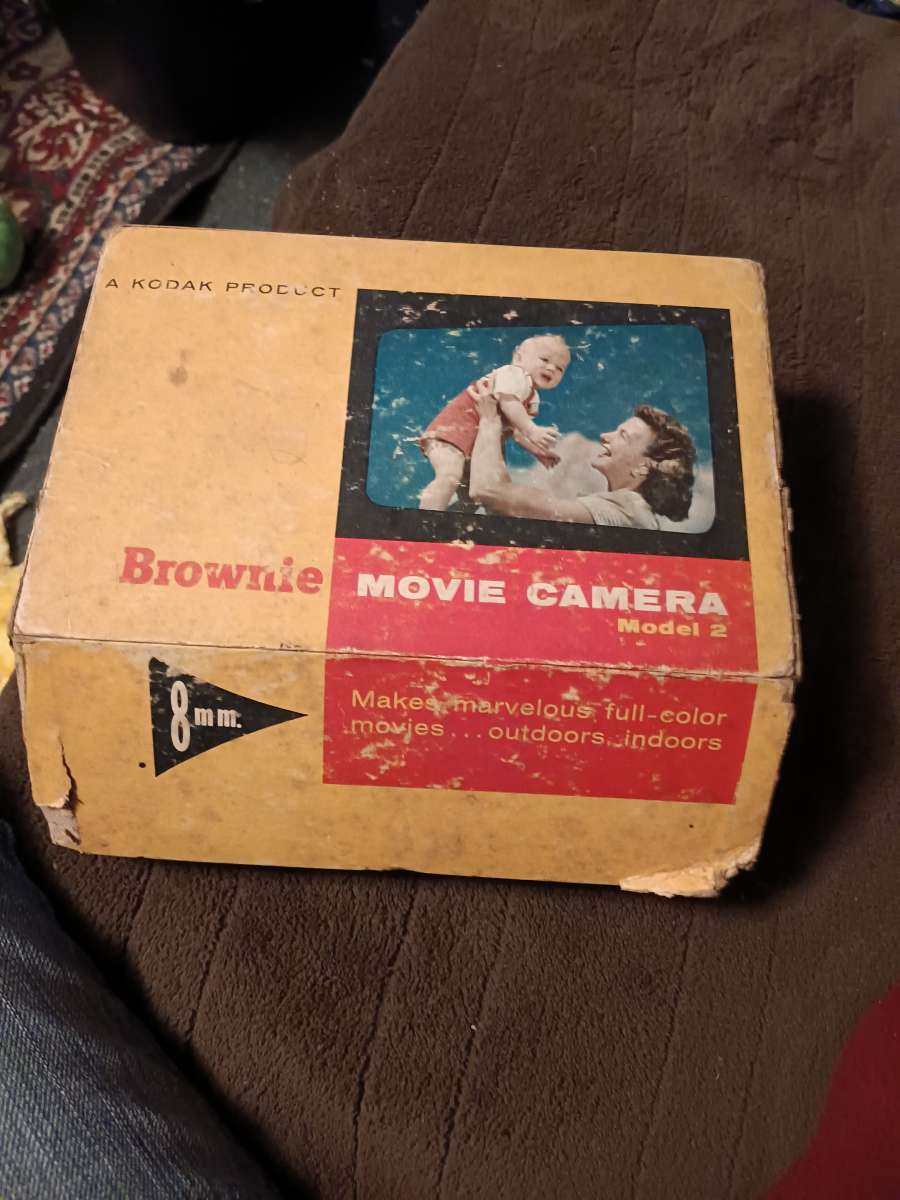 A KODAK PRODUCT
Brownie MOVIE CAMERA
Model 2
8mm.
Makes marvelous full-color
movies...outdoors..indoors